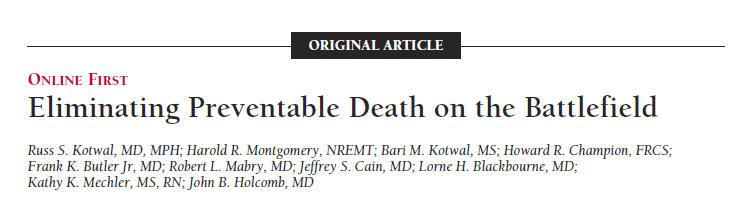 ORIGINAL ARTICLE
ONLINE FIRST
Eliminating Preventable Death on the Battlefield
Russ S. Kotwal, MD, MPH; Harold R. Montgomery, NREMT; Bari M. Kotwal, MS; Howard R. Champion, FRCS;
Frank K. Butler Jr, MD; Robert L. Mabry, MD; Jeffrey S. Cain, MD; Lorne H. Blackbourne, MD;
Kathy K. Mechler, MS, RN; John B. Holcomb, MD